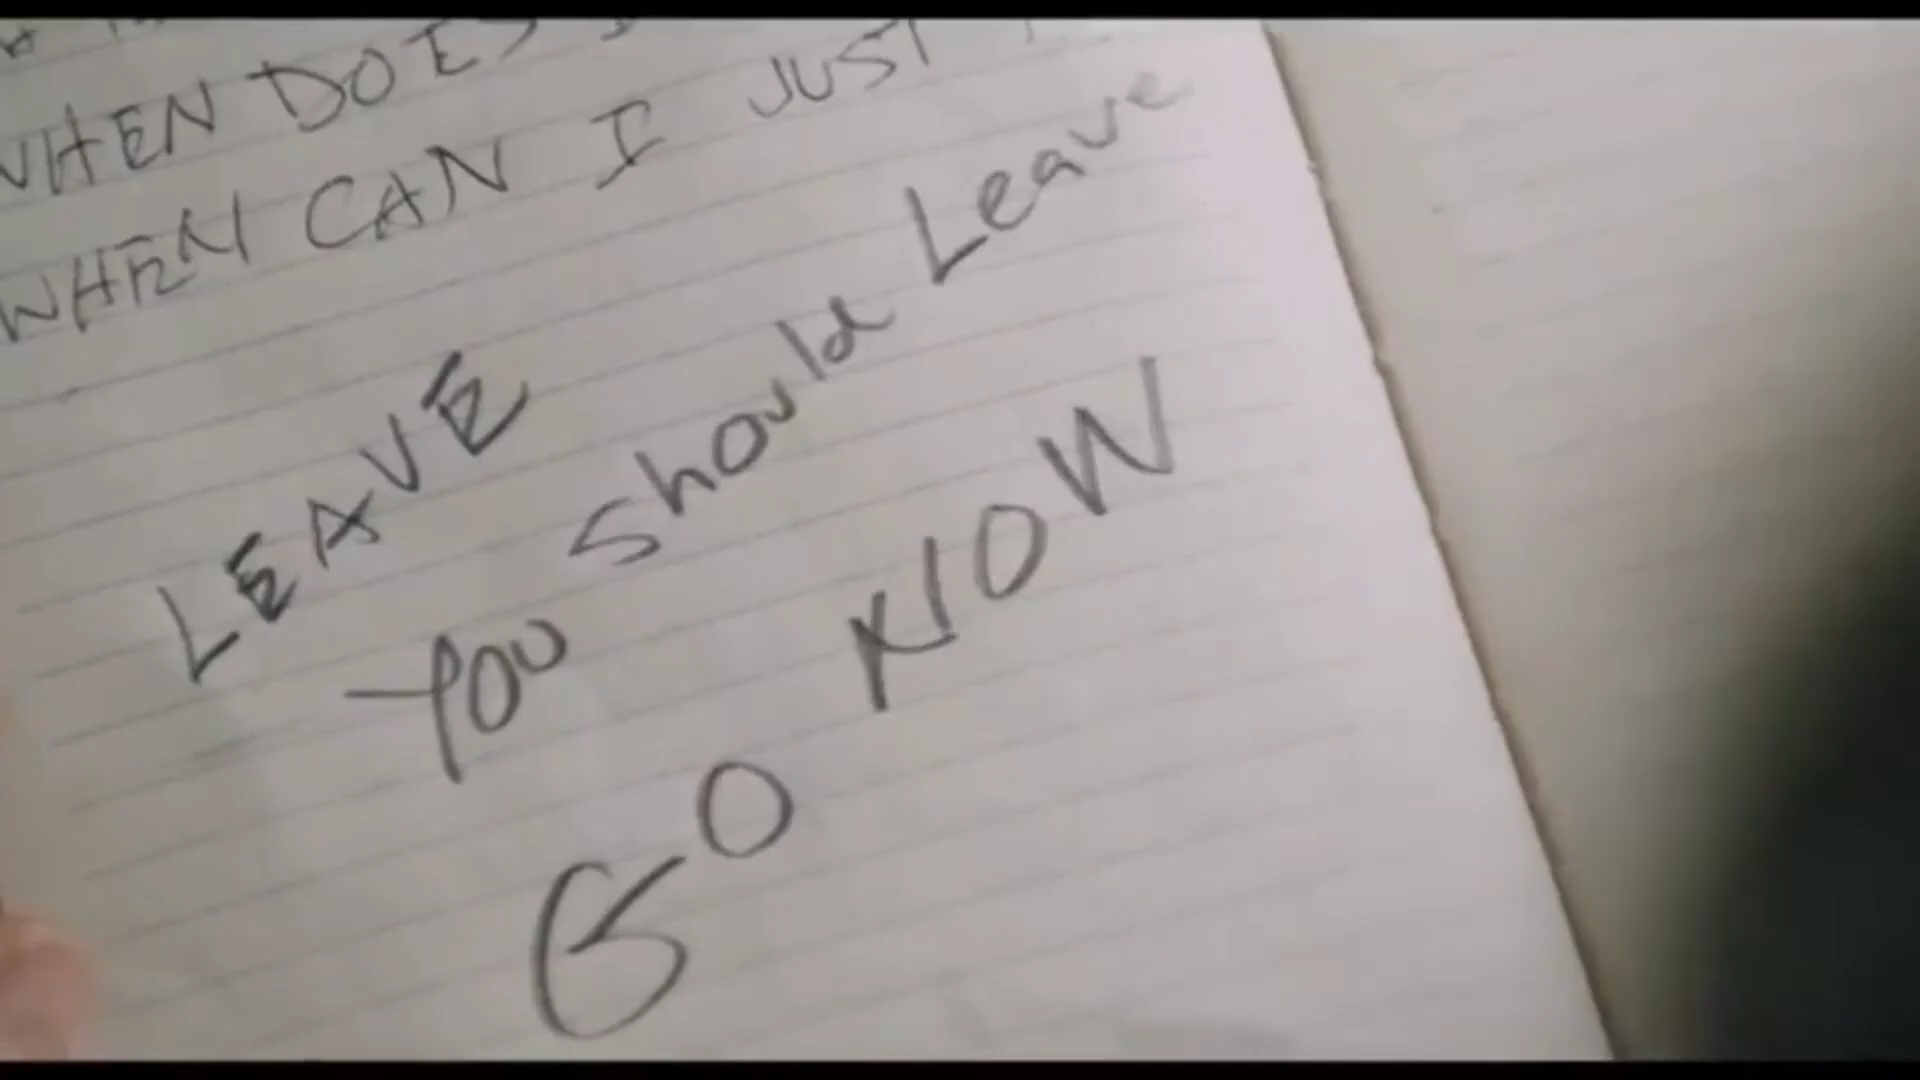 WHEN DOES
WHEN CAN I JUST
LEAVE
You should Leave
GO NOW